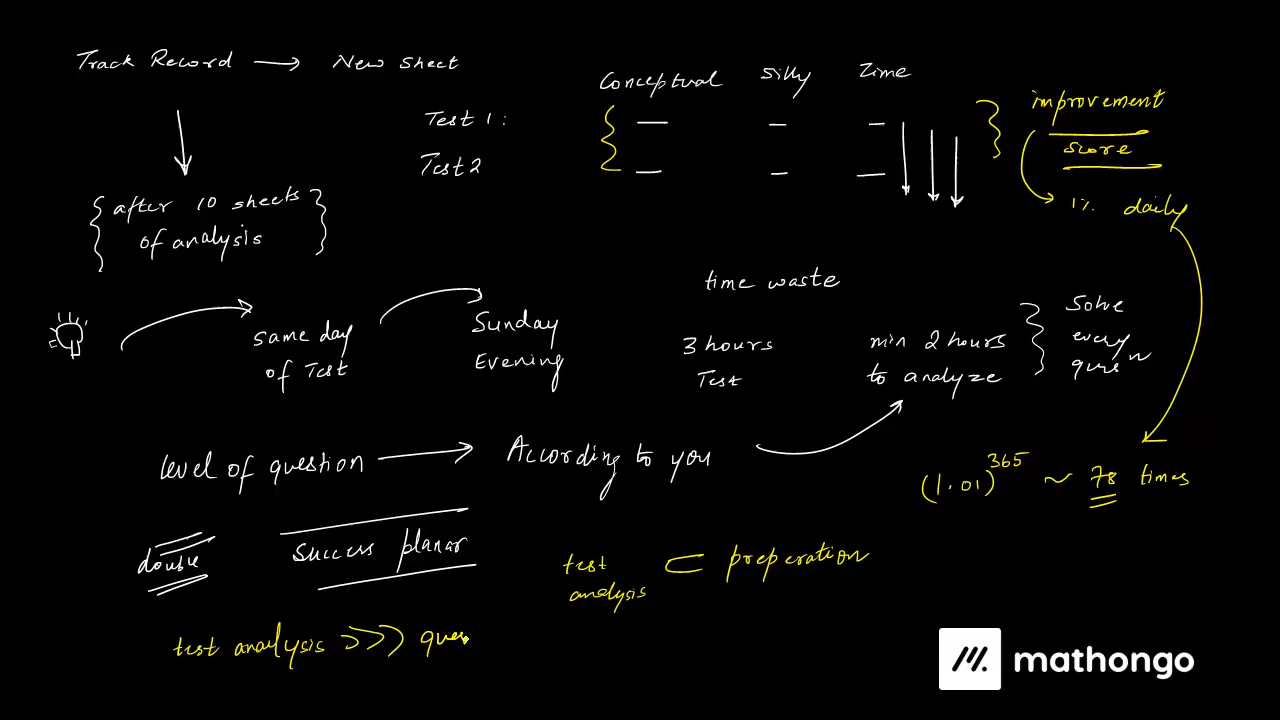 Track Record → New sheet
Conceptual silly Time
Test 1:
Test 2
improvement
score
1% daily
{after 10 sheets
of analysis}
time waste
same day
of Test
Sunday
Evening
3 hours
Test
min 2 hours
to analyze
Solve
every
quesn
level of question → According to you
(1.01)^365 ~ 78 times
double
success planar
test
analysis ⊂ preperation
test analysis >>> ques
mathongo